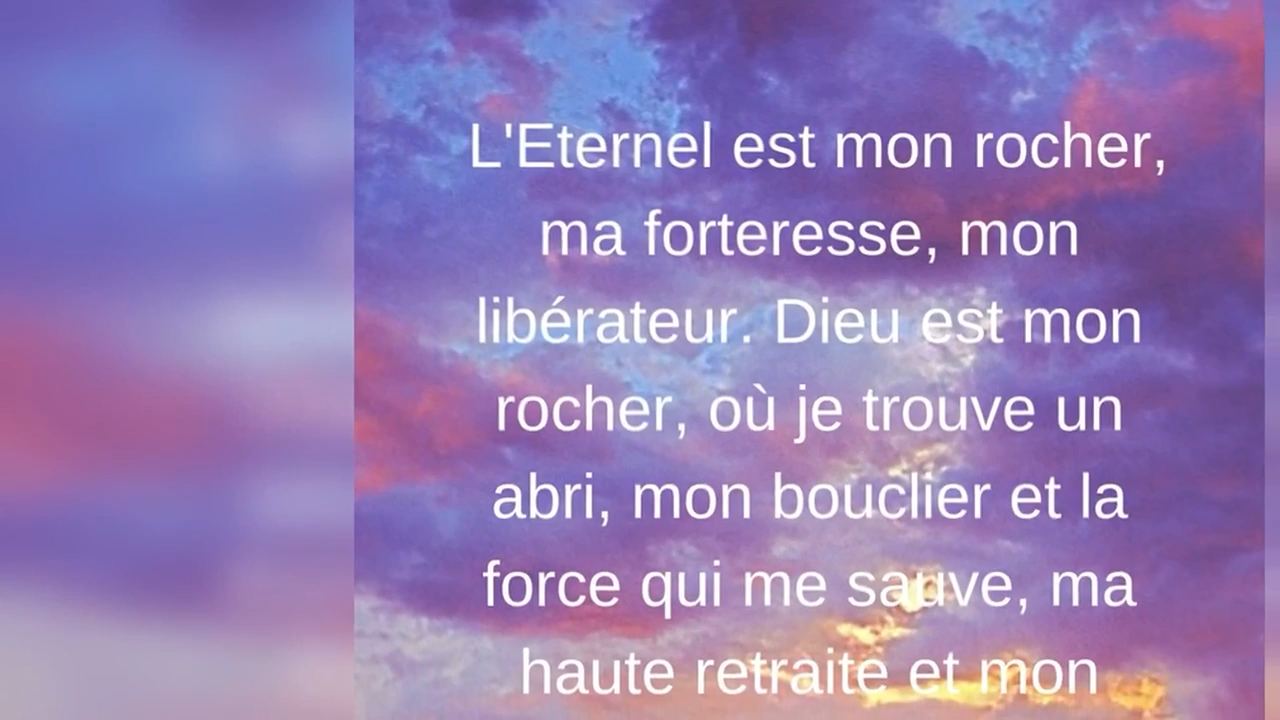 L'Eternel est mon rocher,
ma forteresse, mon
libérateur. Dieu est mon
rocher, où je trouve un
abri, mon bouclier et la
force qui me sauve, ma
haute retraite et mon